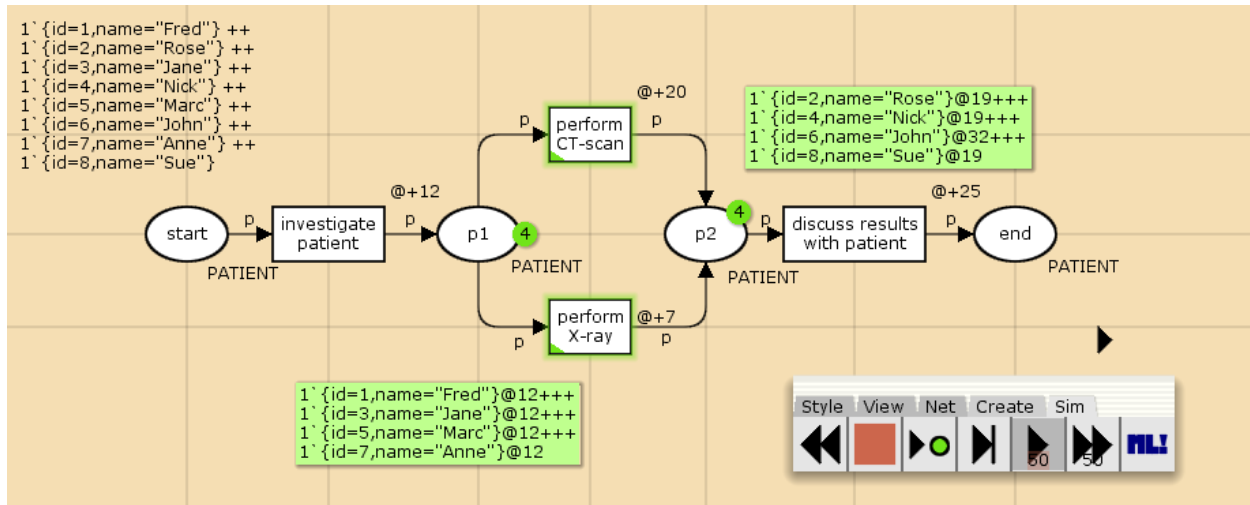 1`{id=1,name="Fred"} ++
1`{id=2,name="Rose"} ++
1`{id=3,name="Jane"} ++
1`{id=4,name="Nick"} ++
1`{id=5,name="Marc"} ++
1`{id=6,name="John"} ++
1`{id=7,name="Anne"} ++
1`{id=8,name="Sue"}
@+20
p
perform
CT-scan
p
1`{id=2,name="Rose"}@19+++
1`{id=4,name="Nick"}@19+++
1`{id=6,name="John"}@32+++
1`{id=8,name="Sue"}@19
start
PATIENT
p
investigate
patient
@+12
p
p1
4
PATIENT
p2
4
PATIENT
p
discuss results
with patient
@+25
p
end
PATIENT
p
perform
X-ray
@+7
p
1`{id=1,name="Fred"}@12+++
1`{id=3,name="Jane"}@12+++
1`{id=5,name="Marc"}@12+++
1`{id=7,name="Anne"}@12
Style View Net Create Sim
50
50
ML!